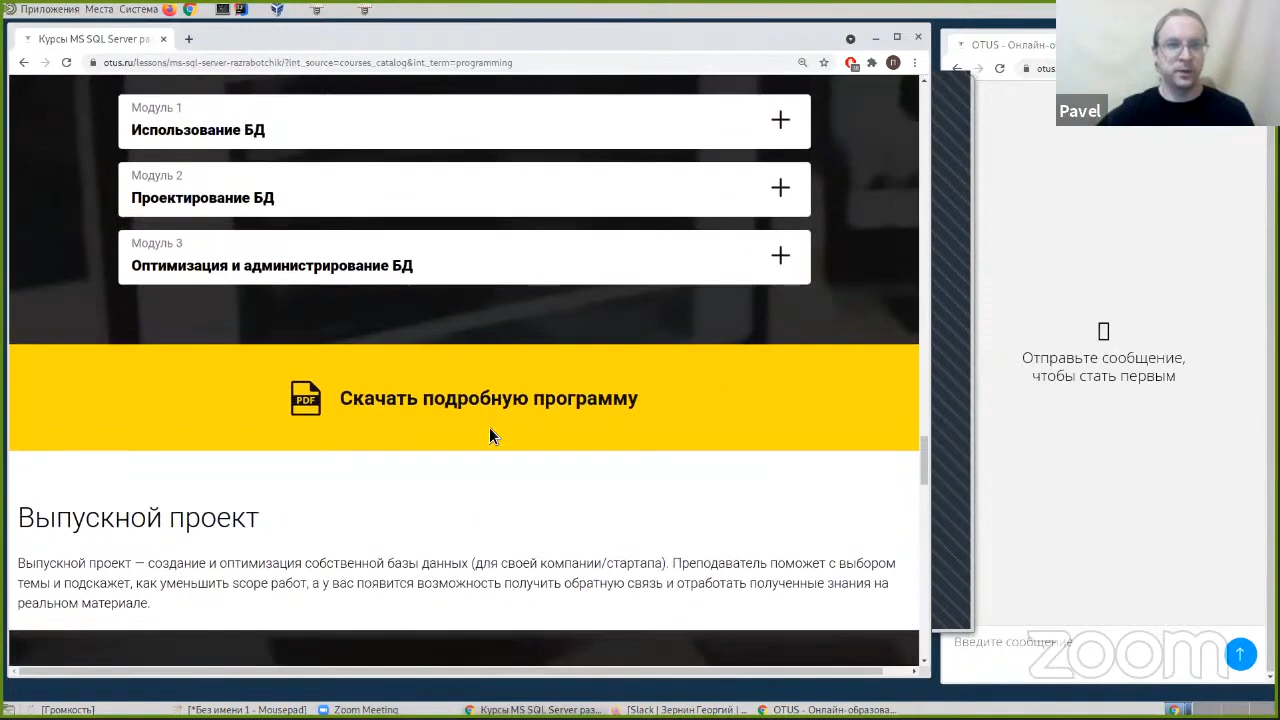 Приложения Места Система
Курсы MS SQL Server ра
OTUS - Онлайн-о
otus.ru/lessons/ms-sql-server-razrabotchik/?int_source=courses_catalog&int_term=programming
otus.
Pavel
Модуль 1
Использование БД
Модуль 2
Проектирование БД
Модуль 3
Оптимизация и администрирование БД
Отправьте сообщение,
чтобы стать первым
PDF
Скачать подробную программу
Выпускной проект
Выпускной проект — создание и оптимизация собственной базы данных (для своей компании/стартапа). Преподаватель поможет с выбором
темы и подскажет, как уменьшить scope работ, а у вас появится возможность получить обратную связь и отработать полученные знания на
реальном материале.
Введите сообщение
zoom
[Громкость]
[*Без имени 1 - Mousepad]
Zoom Meeting
Курсы MS SQL Server раз...
[Slack | Зернин Георгий | ...
OTUS - Онлайн-образова...